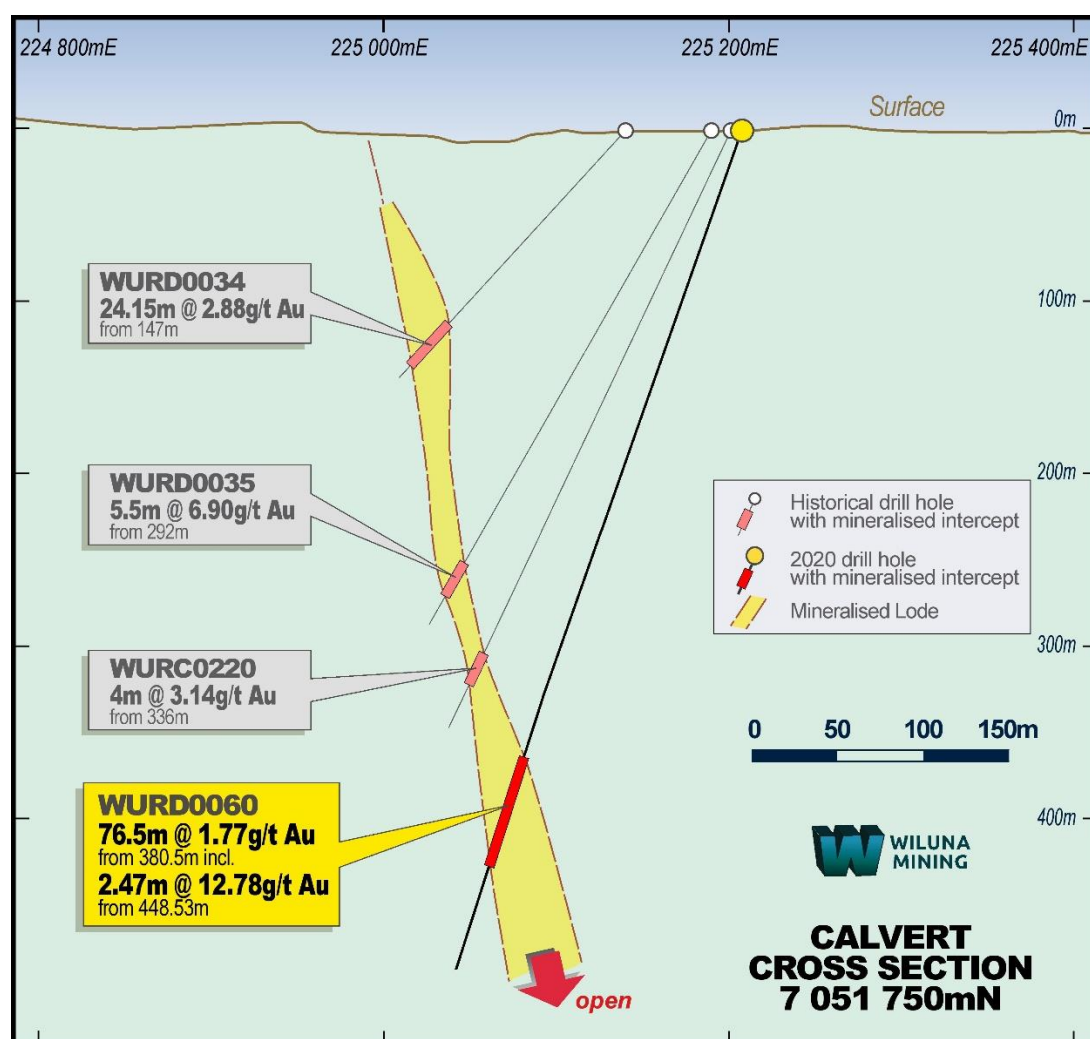 224 800mE
225 000mE
225 200mE
225 400mE
Surface
0m
WURD0034
24.15m @ 2.88g/t Au
from 147m
100m
WURD0035
5.5m @ 6.90g/t Au
from 292m
200m
Historical drill hole
with mineralised intercept
2020 drill hole
with mineralised intercept
Mineralised Lode
WURC0220
4m @ 3.14g/t Au
from 336m
300m
0 50 100 150m
WURD0060
76.5m @ 1.77g/t Au
from 380.5m incl.
2.47m @ 12.78g/t Au
from 448.53m
400m
WILUNA
MINING
open
CALVERT
CROSS SECTION
7 051 750mN